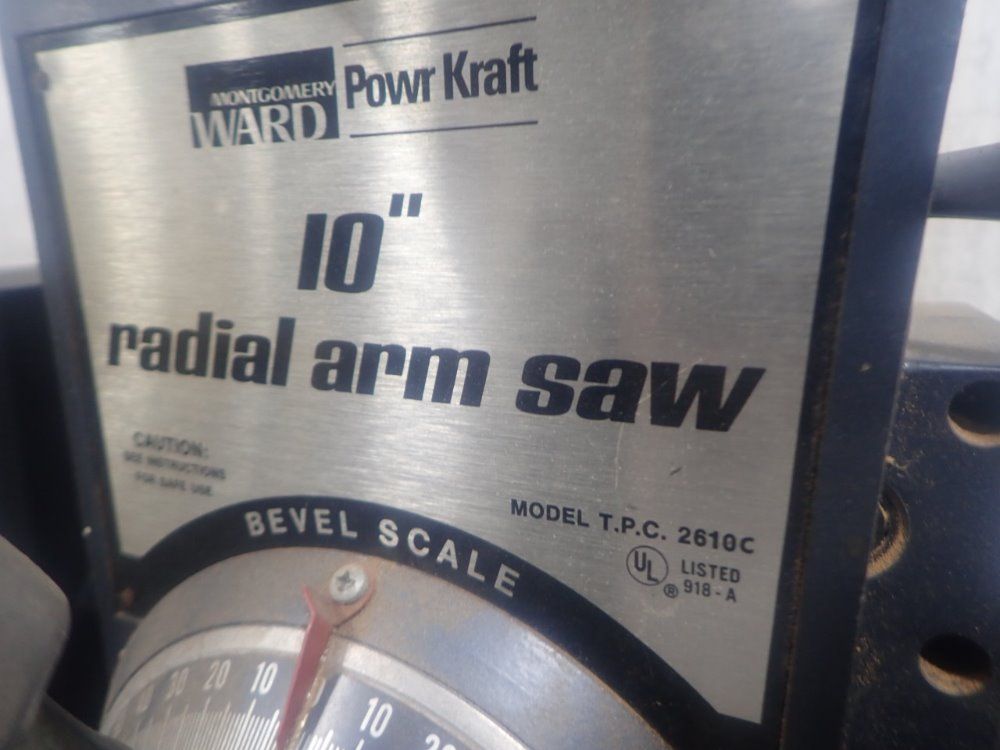 MONTGOMERY
WARD
Powr Kraft
10"
radial arm saw
CAUTION:
SEE INSTRUCTIONS
FOR SAFE USE.
MODEL T.P.C. 2610C
UL
®
LISTED
918-A
BEVEL SCALE
30 20 10 10